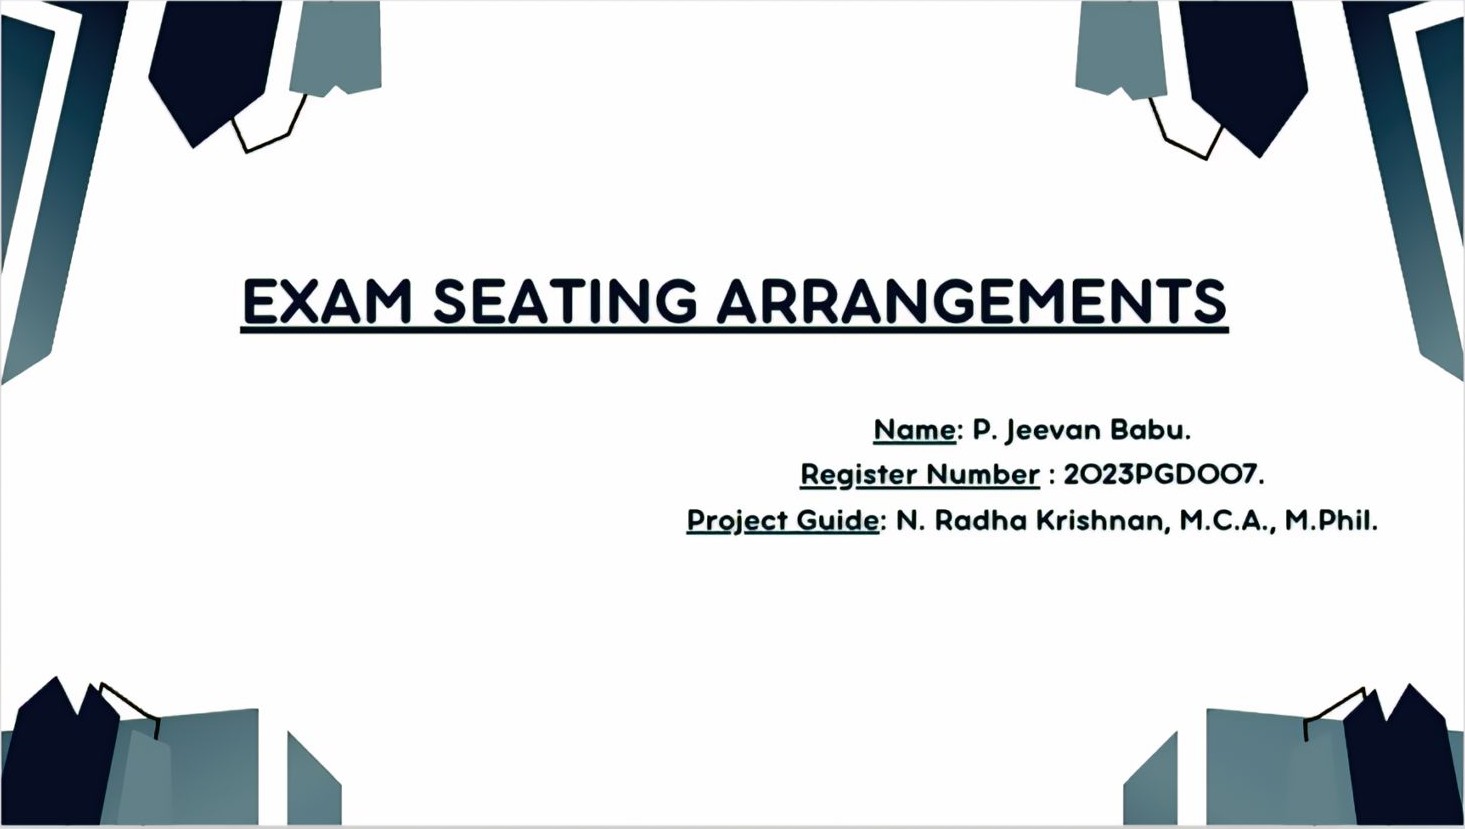 EXAM SEATING ARRANGEMENTS
Name: P. Jeevan Babu.
Register Number : 2023PGD007.
Project Guide: N. Radha Krishnan, M.C.A., M.Phil.